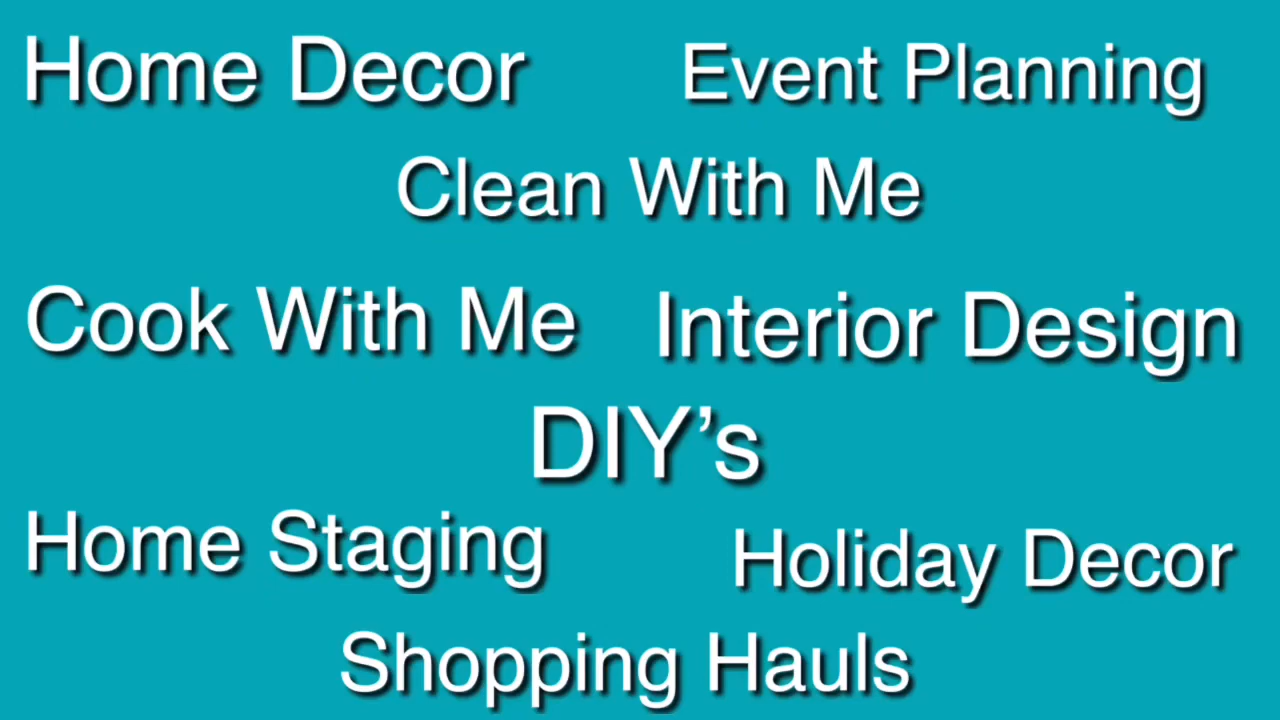 Home Decor
Event Planning
Clean With Me
Cook With Me
Interior Design
DIY’s
Home Staging
Holiday Decor
Shopping Hauls